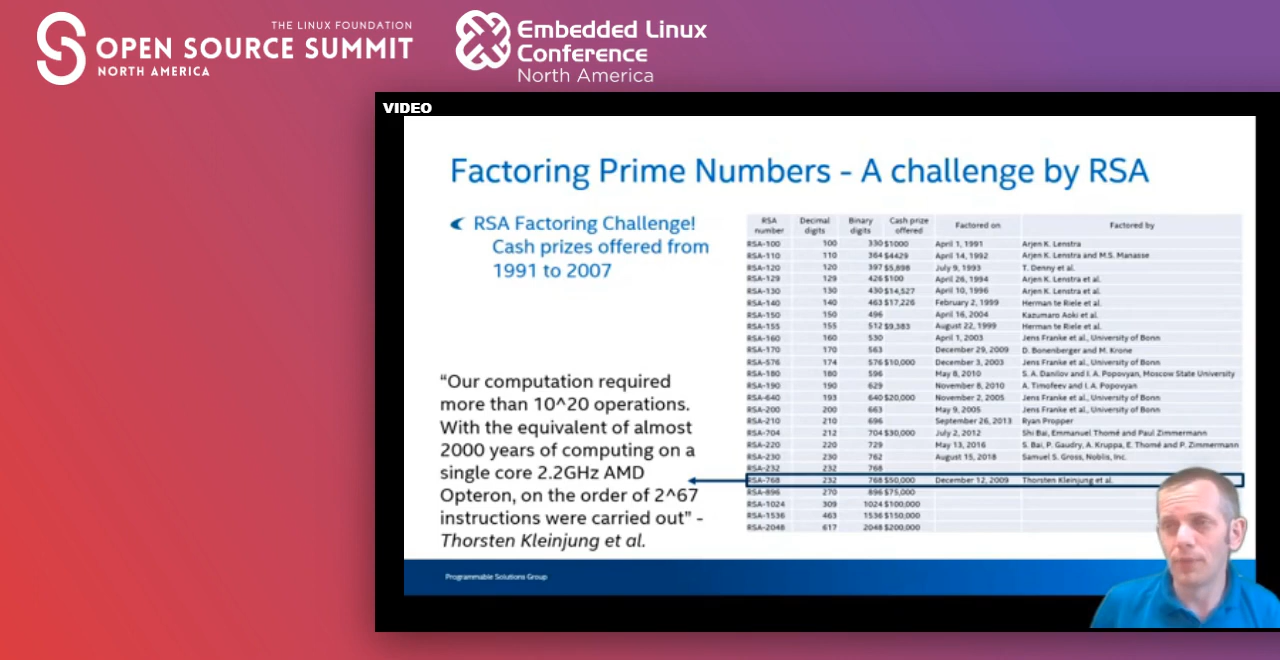 THE LINUX FOUNDATION
OPEN SOURCE SUMMIT
NORTH AMERICA
Embedded Linux
Conference
North America
VIDEO
Factoring Prime Numbers - A challenge by RSA
RSA Factoring Challenge!
Cash prizes offered from
1991 to 2007
“Our computation required
more than 10^20 operations.
With the equivalent of almost
2000 years of computing on a
single core 2.2GHz AMD
Opteron, on the order of 2^67
instructions were carried out” -
Thorsten Kleinjung et al.
RSA number Decimal digits Binary digits Cash prize offered Factored on Factored by
RSA-100 100 330 $1000 April 1, 1991 Arjen K. Lenstra
RSA-110 110 364 $4429 April 14, 1992 Arjen K. Lenstra and M.S. Manasse
RSA-120 120 397 $5,898 July 9, 1993 T. Denny et al.
RSA-129 129 426 $100 April 26, 1994 Arjen K. Lenstra et al.
RSA-130 130 430 $14,527 April 10, 1996 Arjen K. Lenstra et al.
RSA-140 140 463 $17,226 February 2, 1999 Herman te Riele et al.
RSA-150 150 496 April 16, 2004 Kazumaro Aoki et al.
RSA-155 155 512 $9,383 August 22, 1999 Herman te Riele et al.
RSA-160 160 530 April 1, 2003 Jens Franke et al., University of Bonn
RSA-170 170 563 December 29, 2009 D. Bonenberger and M. Krone
RSA-576 174 576 $10,000 December 3, 2003 Jens Franke et al., University of Bonn
RSA-180 180 596 May 8, 2010 S. A. Danilov and I. A. Popovyan, Moscow State University
RSA-190 190 629 November 8, 2010 A. Timofeev and I. A. Popovyan
RSA-640 193 640 $20,000 November 2, 2005 Jens Franke et al., University of Bonn
RSA-200 200 663 May 9, 2005 Jens Franke et al., University of Bonn
RSA-210 210 696 September 26, 2013 Ryan Propper
RSA-704 212 704 $30,000 July 2, 2012 Shi Bai, Emmanuel Thomé and Paul Zimmermann
RSA-220 220 729 May 13, 2016 S. Bai, P. Gaudry, A. Kruppa, E. Thomé and P. Zimmermann
RSA-230 230 762 August 15, 2018 Samuel S. Gross, Noblis, Inc.
RSA-232 232 768
RSA-768 232 768 $50,000 December 12, 2009 Thorsten Kleinjung et al.
RSA-896 270 896 $75,000
RSA-1024 309 1024 $100,000
RSA-1536 463 1536 $150,000
RSA-2048 617 2048 $200,000
Programmable Solutions Group